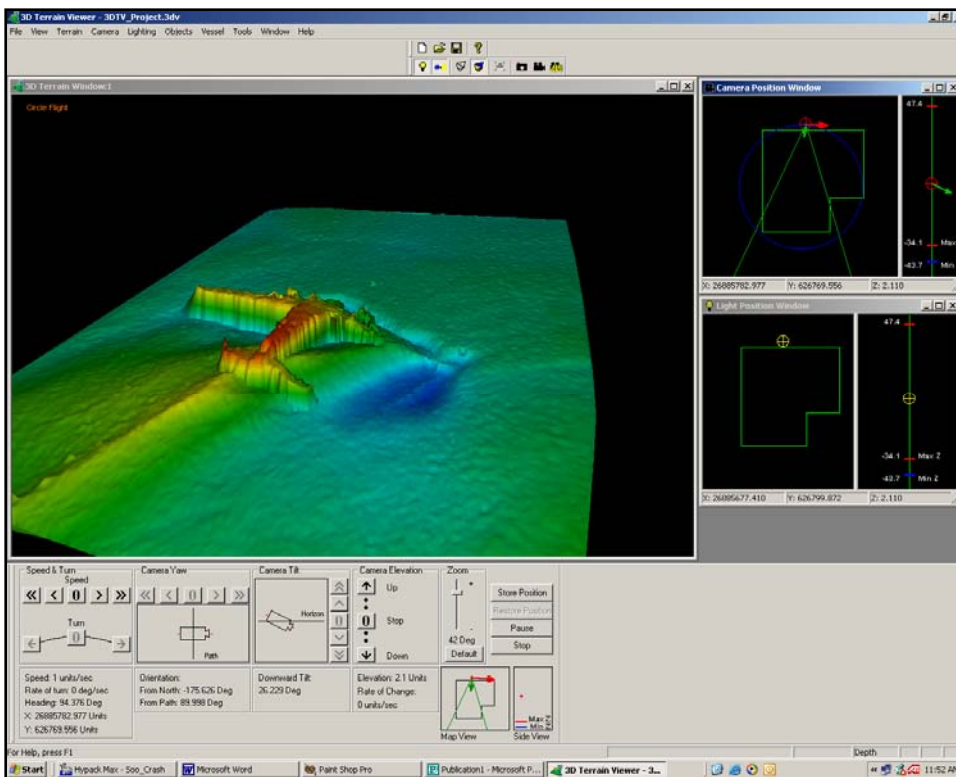 3D Terrain Viewer - 3DTV_Project.3dv
File View Terrain Camera Lighting Objects Vessel Tools Window Help
3D Terrain Window:1
Circle Flight
Camera Position Window
47.4
-34.1 Max
-43.7 Min
X: 26885782.977 Y: 626769.556 Z: 2.110
Light Position Window
47.4
-34.1 Max Z
-43.7 Min Z
X: 26885677.410 Y: 626799.872 Z: 2.110
Speed & Turn
Speed
0
Turn
0
Camera Yaw
0
Path
Camera Tilt
Horizon
0
Camera Elevation
Up
0 Stop
Down
Zoom
42 Deg
Default
Store Position
Restore Position
Pause
Stop
Speed: 1 units/sec
Rate of turn: 0 deg/sec
Heading: 94.376 Deg
X: 26885782.977 Units
Y: 626769.556 Units
Orientation:
From North: -175.626 Deg
From Path: 89.998 Deg
Downward Tilt:
26.229 Deg
Elevation: 2.1 Units
Rate of Change:
0 units/sec
Map View
Max Z
Min Z
Side View
For Help, press F1
Depth
Start Hypack Max - Soo_Crash Microsoft Word Paint Shop Pro Publication1 - Microsoft P... 3D Terrain Viewer - 3... 11:52 AM